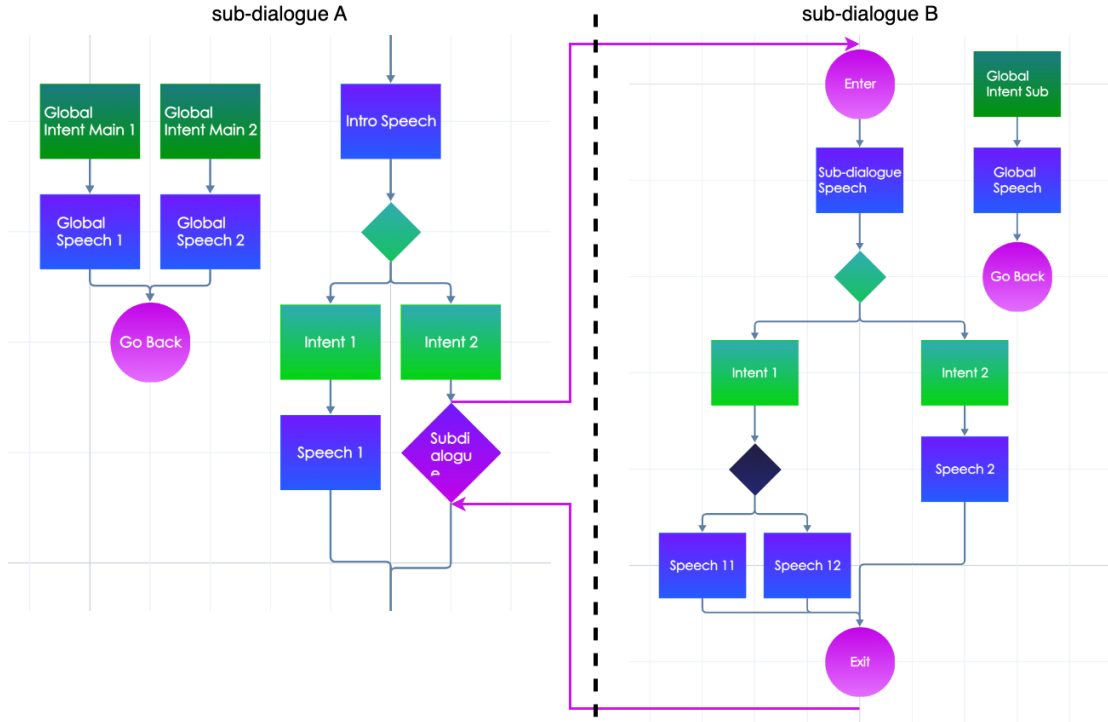 sub-dialogue A
Global
Intent Main 1
Global
Intent Main 2
Global
Speech 1
Global
Speech 2
Go Back
Intro Speech
Intent 1
Intent 2
Speech 1
Subdi
alogu
e
sub-dialogue B
Enter
Sub-dialogue
Speech
Intent 1
Intent 2
Speech 2
Speech 11
Speech 12
Exit
Global
Intent Sub
Global
Speech
Go Back